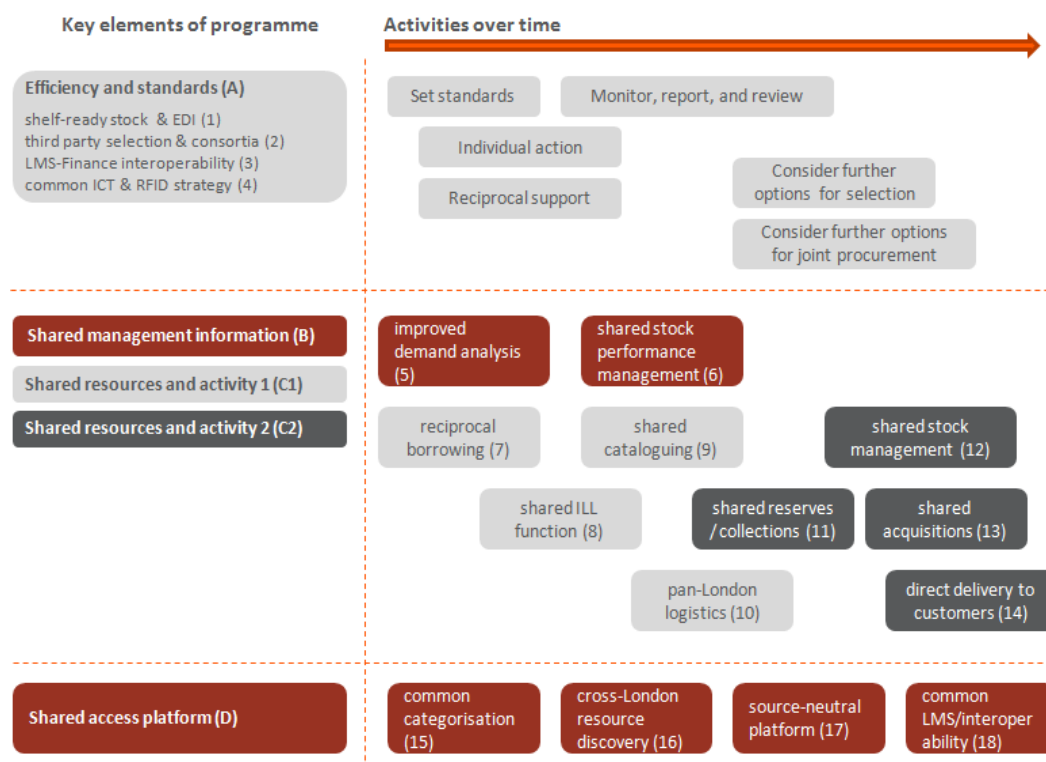 Key elements of programme
Activities over time
Efficiency and standards (A)
shelf-ready stock & EDI (1)
third party selection & consortia (2)
LMS-Finance interoperability (3)
common ICT & RFID strategy (4)
Set standards
Monitor, report, and review
Individual action
Reciprocal support
Consider further
options for selection
Consider further options
for joint procurement
Shared management information (B)
Shared resources and activity 1 (C1)
Shared resources and activity 2 (C2)
improved
demand analysis
(5)
shared stock
performance
management (6)
reciprocal
borrowing (7)
shared
cataloguing (9)
shared stock
management (12)
shared ILL
function (8)
shared reserves
/ collections (11)
shared
acquisitions (13)
pan-London
logistics (10)
direct delivery to
customers (14)
Shared access platform (D)
common
categorisation
(15)
cross-London
resource
discovery (16)
source-neutral
platform (17)
common
LMS/interoper
ability (18)